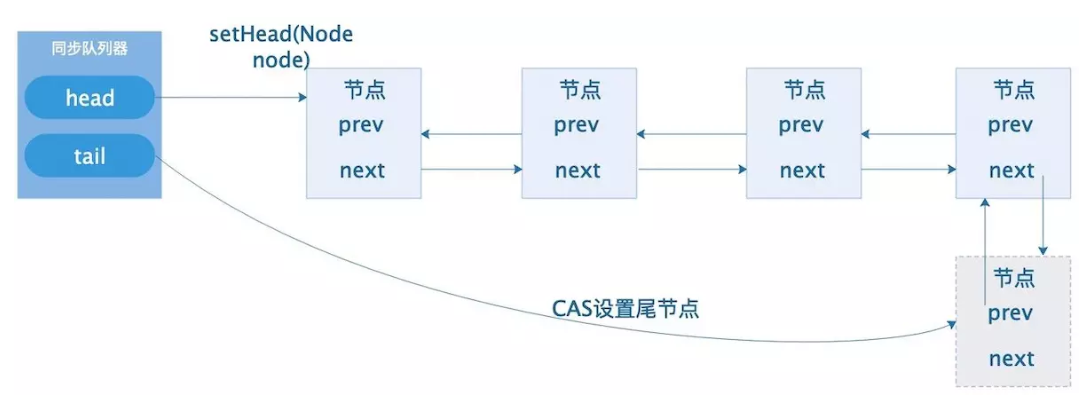 同步队列器
head
tail
setHead(Node
node)
节点
prev
next
节点
prev
next
节点
prev
next
节点
prev
next
CAS设置尾节点
节点
prev
next